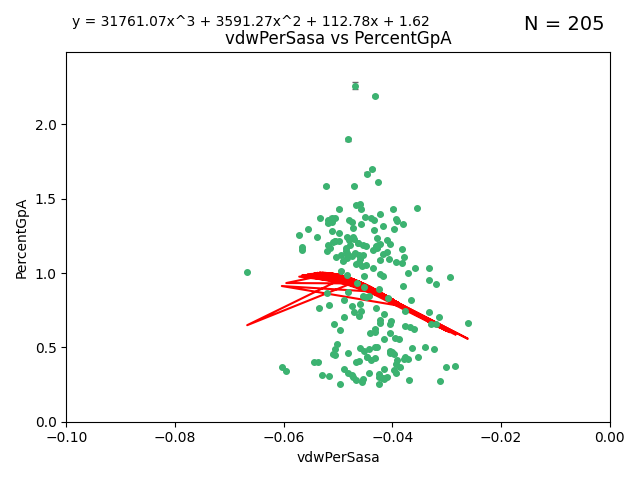 y = 31761.07x^3 + 3591.27x^2 + 112.78x + 1.62
N = 205
vdwPerSasa vs PercentGpA
PercentGpA
2.0
1.5
1.0
0.5
0.0
−0.10 −0.08 −0.06 −0.04 −0.02 0.00
vdwPerSasa